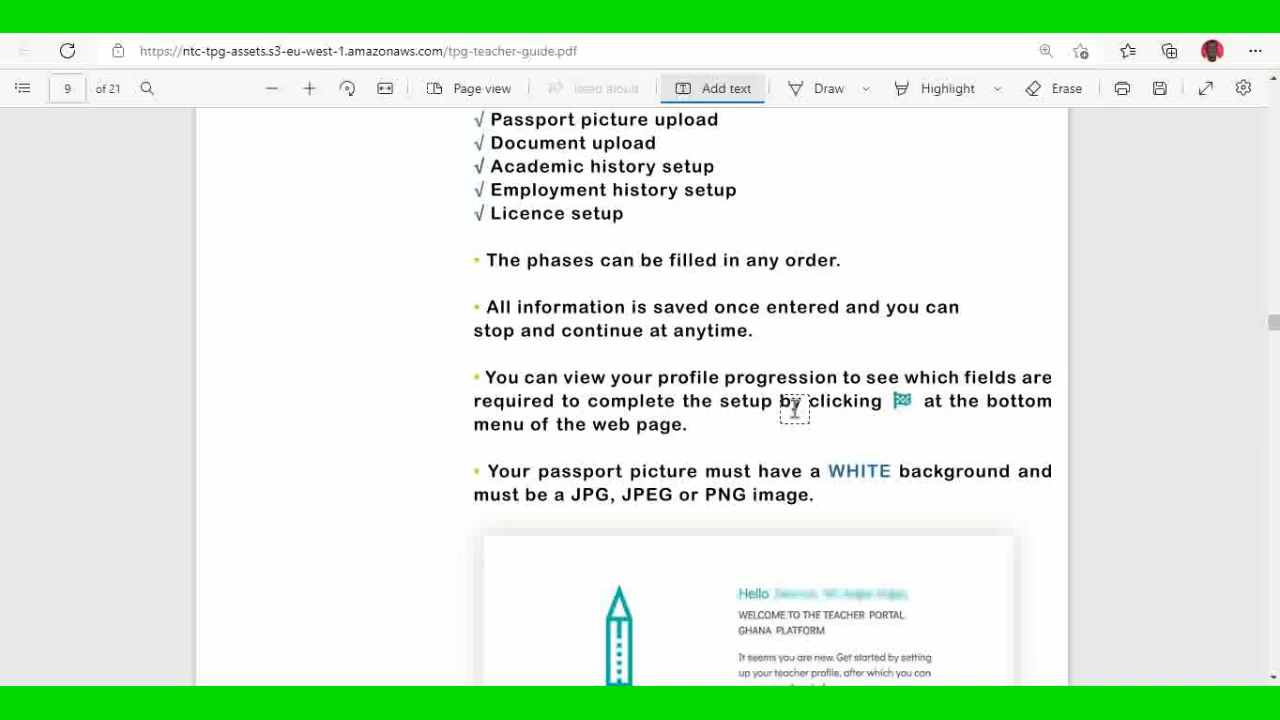 https://ntc-tpg-assets.s3-eu-west-1.amazonaws.com/tpg-teacher-guide.pdf
9 of 21 Page view Read aloud Add text Draw Highlight Erase
√ Passport picture upload
√ Document upload
√ Academic history setup
√ Employment history setup
√ Licence setup
• The phases can be filled in any order.
• All information is saved once entered and you can
stop and continue at anytime.
• You can view your profile progression to see which fields are
required to complete the setup by clicking at the bottom
menu of the web page.
• Your passport picture must have a WHITE background and
must be a JPG, JPEG or PNG image.
Hello
WELCOME TO THE TEACHER PORTAL
GHANA PLATFORM
It seems you are new. Get started by setting
up your teacher profile, after which you can